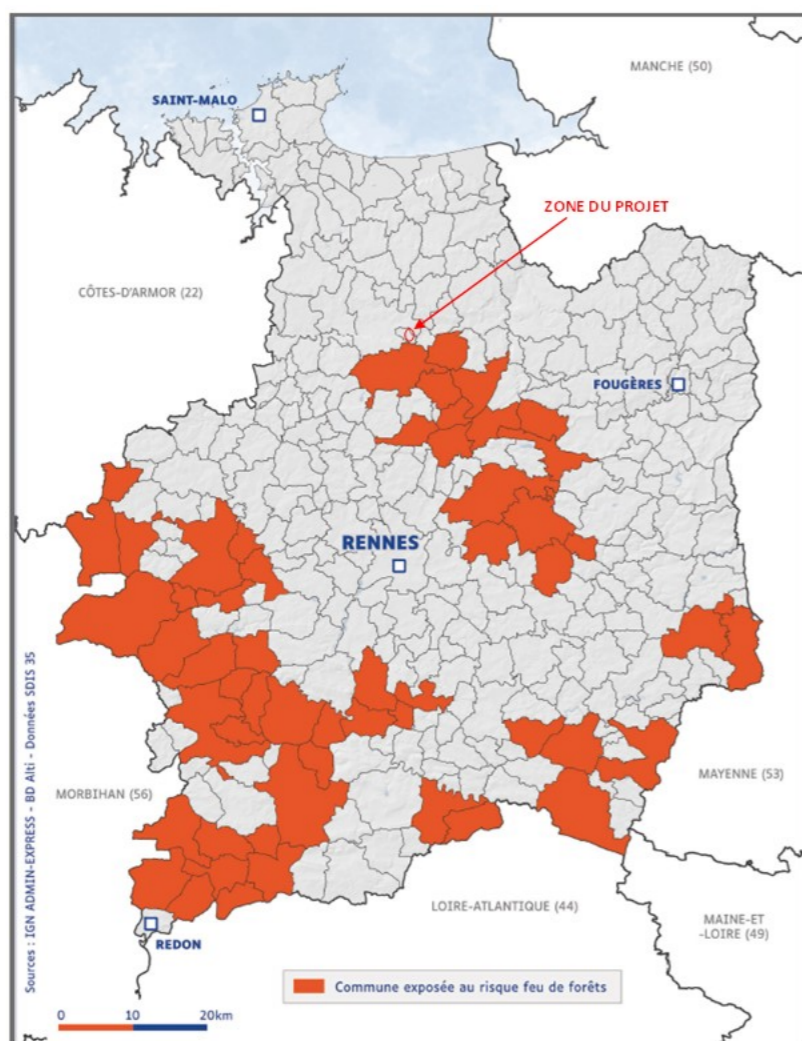 MANCHE (50)
SAINT-MALO
ZONE DU PROJET
CÔTES-D'ARMOR (22)
FOUGÈRES
RENNES
MORBIHAN (56)
MAYENNE (53)
LOIRE-ATLANTIQUE (44)
MAINE-ET
-LOIRE (49)
REDON
Commune exposée au risque feu de forêts
0 10 20km
Sources : IGN ADMIN-EXPRESS - BD Alti - Données SDIS 35